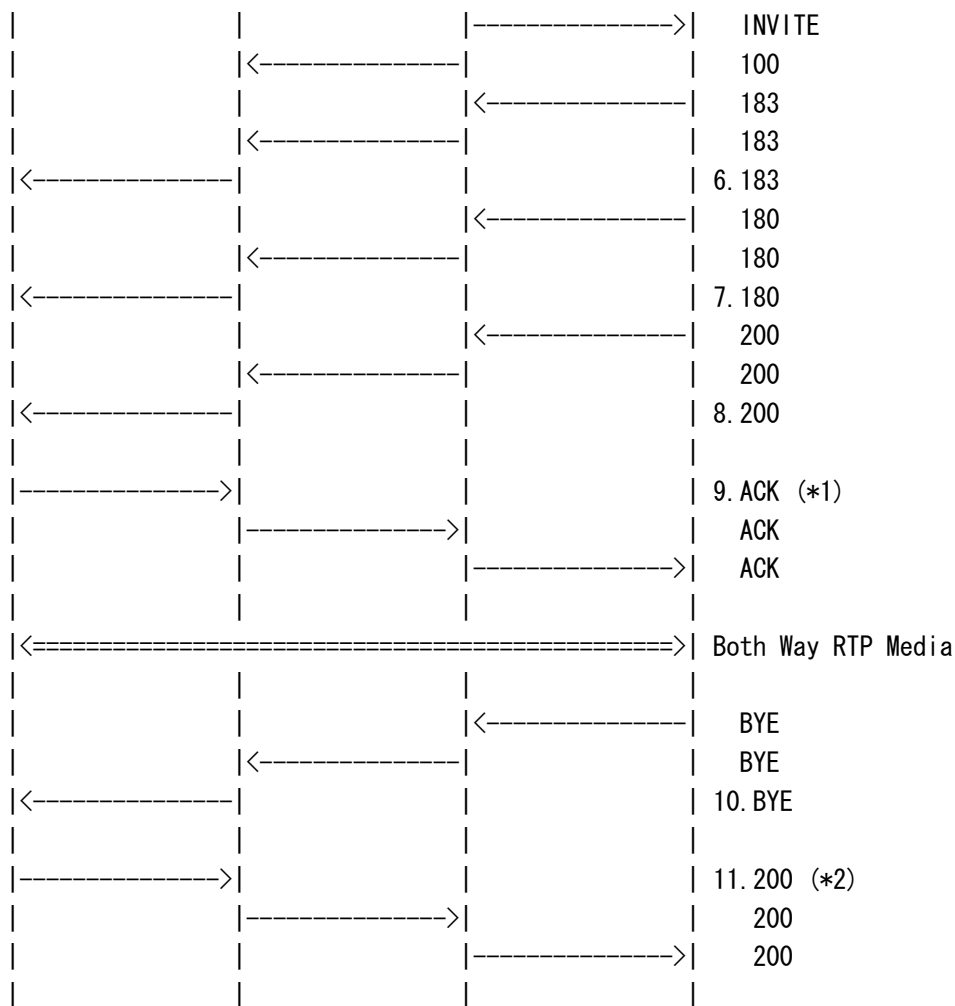 INVITE
100
183
183
6.183
180
180
7.180
200
200
8.200
9.ACK (*1)
ACK
ACK
Both Way RTP Media
BYE
BYE
10.BYE
11.200 (*2)
200
200